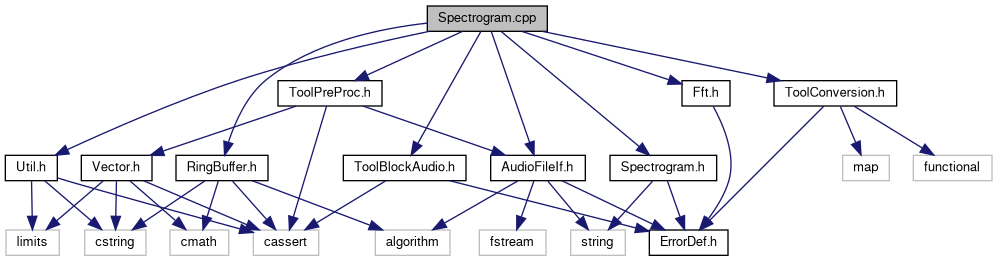 Spectrogram.cpp
ToolPreProc.h
Fft.h
ToolConversion.h
Util.h
Vector.h
RingBuffer.h
ToolBlockAudio.h
AudioFileIf.h
Spectrogram.h
map
functional
limits
cstring
cmath
cassert
algorithm
fstream
string
ErrorDef.h